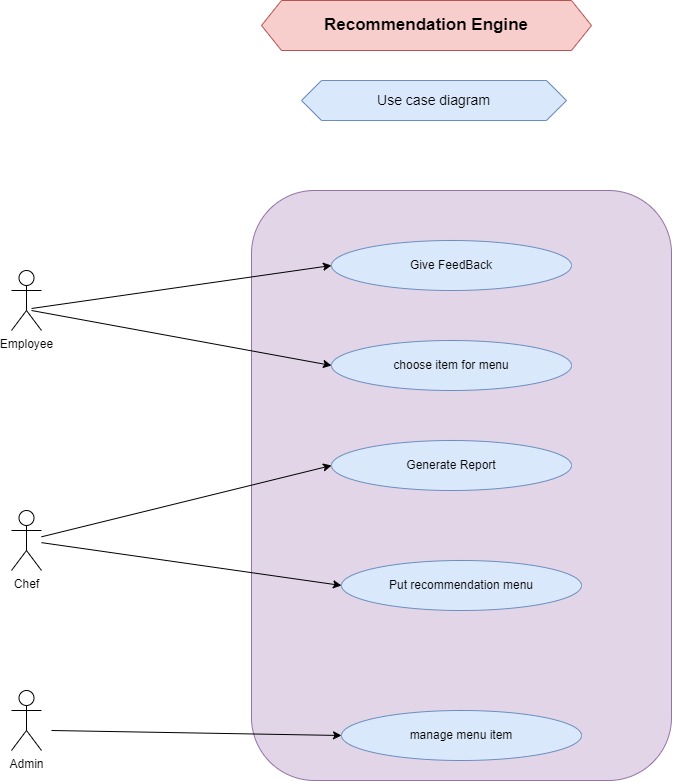 Recommendation Engine
Use case diagram
Give FeedBack
Employee
choose item for menu
Generate Report
Chef
Put recommendation menu
manage menu item
Admin